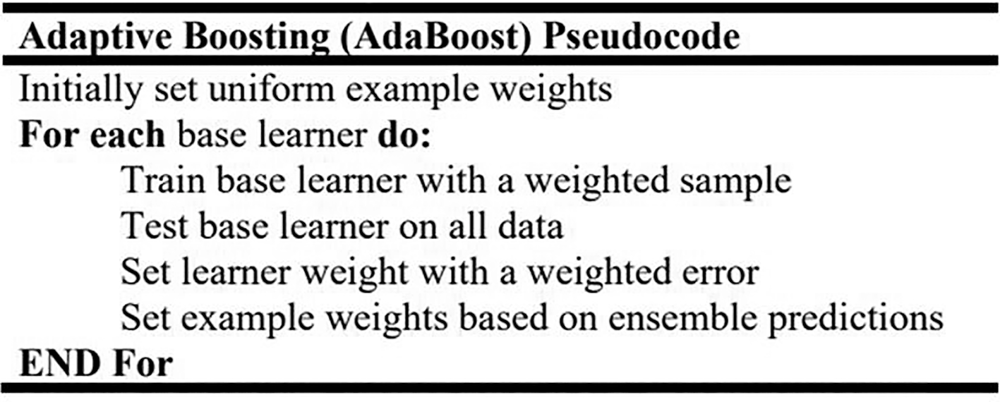 Adaptive Boosting (AdaBoost) Pseudocode
Initially set uniform example weights
For each base learner do:
Train base learner with a weighted sample
Test base learner on all data
Set learner weight with a weighted error
Set example weights based on ensemble predictions
END For